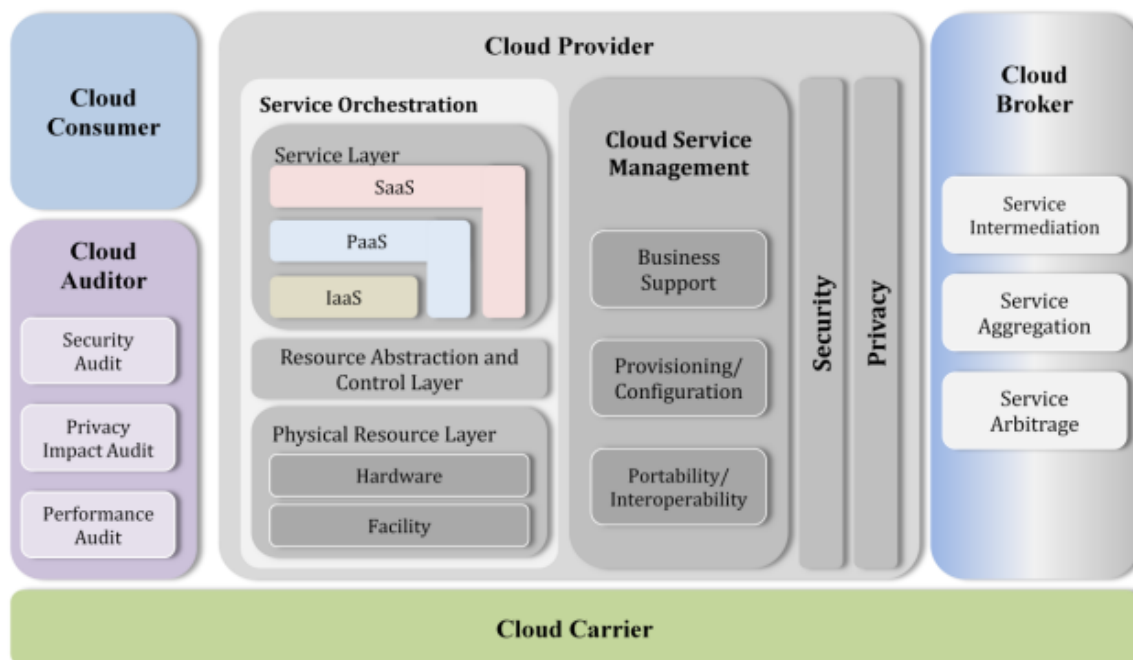 Cloud
Consumer
Cloud
Auditor
Security
Audit
Privacy
Impact Audit
Performance
Audit
Cloud Provider
Service Orchestration
Service Layer
SaaS
PaaS
IaaS
Resource Abstraction and
Control Layer
Physical Resource Layer
Hardware
Facility
Cloud Service
Management
Business
Support
Provisioning/
Configuration
Portability/
Interoperability
Security
Privacy
Cloud
Broker
Service
Intermediation
Service
Aggregation
Service
Arbitrage
Cloud Carrier